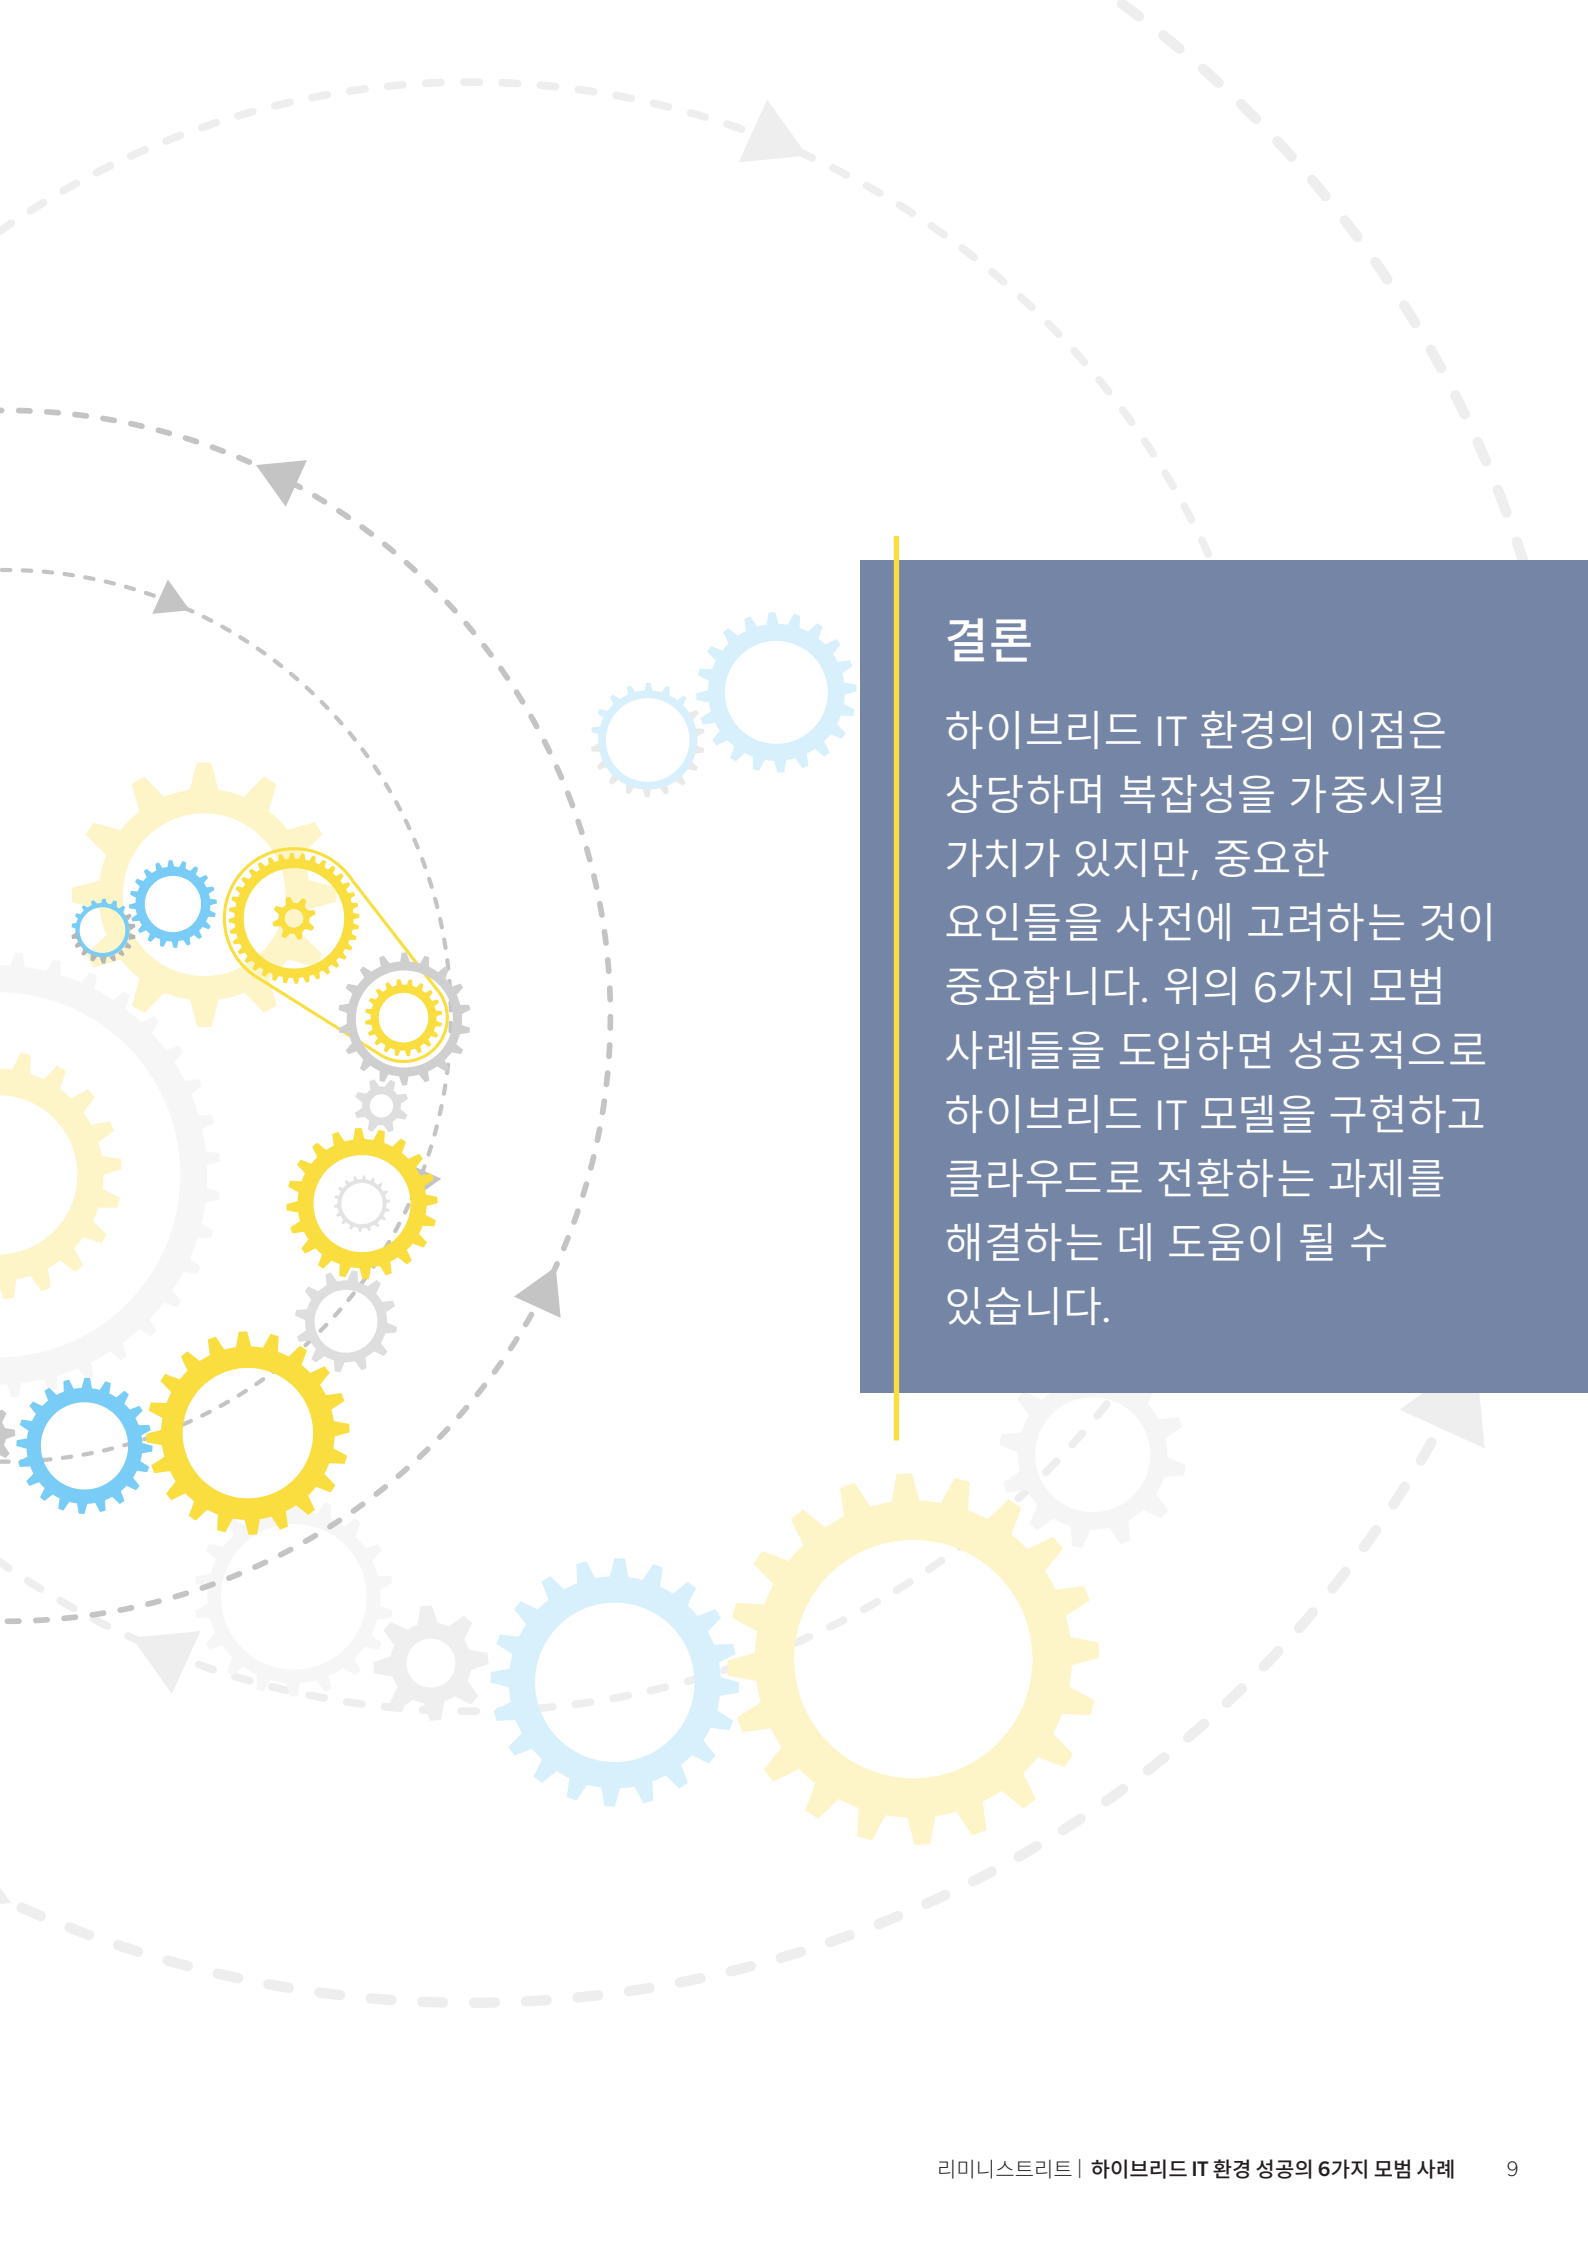 결론
하이브리드 IT 환경의 이점은
상당하며 복잡성을 가중시킬
가치가 있지만, 중요한
요인들을 사전에 고려하는 것이
중요합니다. 위의 6가지 모범
사례들을 도입하면 성공적으로
하이브리드 IT 모델을 구현하고
클라우드로 전환하는 과제를
해결하는 데 도움이 될 수
있습니다.
리미니스트리트 | 하이브리드 IT 환경 성공의 6가지 모범 사례 9